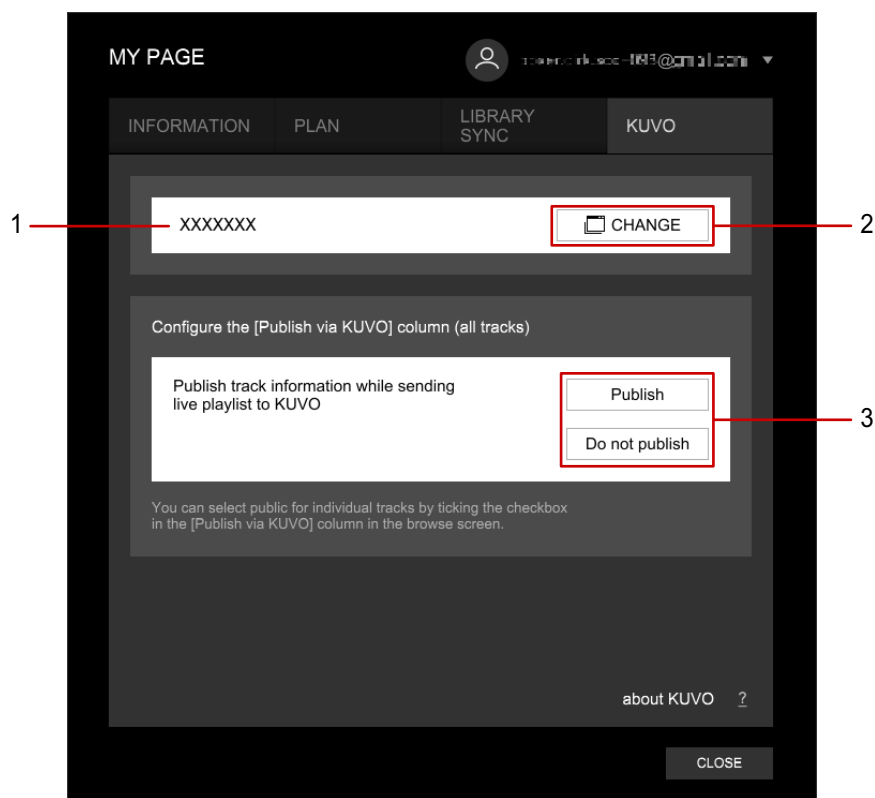 MY PAGE
INFORMATION
PLAN
LIBRARY
SYNC
KUVO
1
XXXXXXX
CHANGE
2
Configure the [Publish via KUVO] column (all tracks)
Publish track information while sending
live playlist to KUVO
Publish
Do not publish
3
You can select public for individual tracks by ticking the checkbox
in the [Publish via KUVO] column in the browse screen.
about KUVO ?
CLOSE